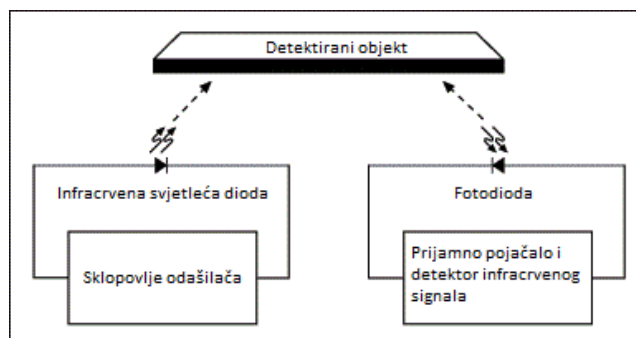 Detektirani objekt
Infracrvena svjetleća dioda
Fotodioda
Sklopovlje odašilača
Prijamno pojačalo i
detektor infracrvenog
signala